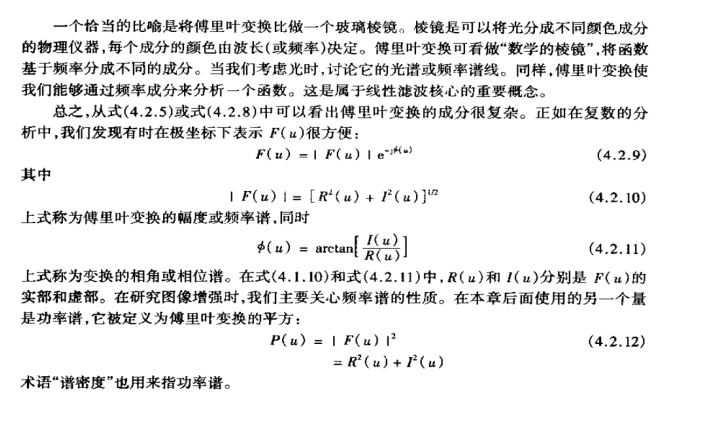 一个恰当的比喻是将傅里叶变换比做一个玻璃棱镜。棱镜是可以将光分成不同颜色成分
的物理仪器,每个成分的颜色由波长(或频率)决定。傅里叶变换可看做“数学的棱镜”,将函数
基于频率分成不同的成分。当我们考虑光时,讨论它的光谱或频率谱线。同样,傅里叶变换使
我们能够通过频率成分来分析一个函数。这是属于线性滤波核心的重要概念。
总之,从式(4.2.5)或式(4.2.8)中可以看出傅里叶变换的成分很复杂。正如在复数的分
析中,我们发现有时在极坐标下表示 F(u)很方便:
F(u) = | F(u) | e^{-jϕ(u)} (4.2.9)
其中
| F(u) | = [R²(u) + I²(u)]^{1/2} (4.2.10)
上式称为傅里叶变换的幅度或频率谱,同时
ϕ(u) = arctan[I(u)/R(u)] (4.2.11)
上式称为变换的相角或相位谱。在式(4.1.10)和式(4.2.11)中,R(u)和 I(u)分别是 F(u)的
实部和虚部。在研究图像增强时,我们主要关心频率谱的性质。在本章后面使用的另一个量
是功率谱,它被定义为傅里叶变换的平方:
P(u) = | F(u) |² (4.2.12)
= R²(u) + I²(u)
术语“谱密度”也用来指功率谱。